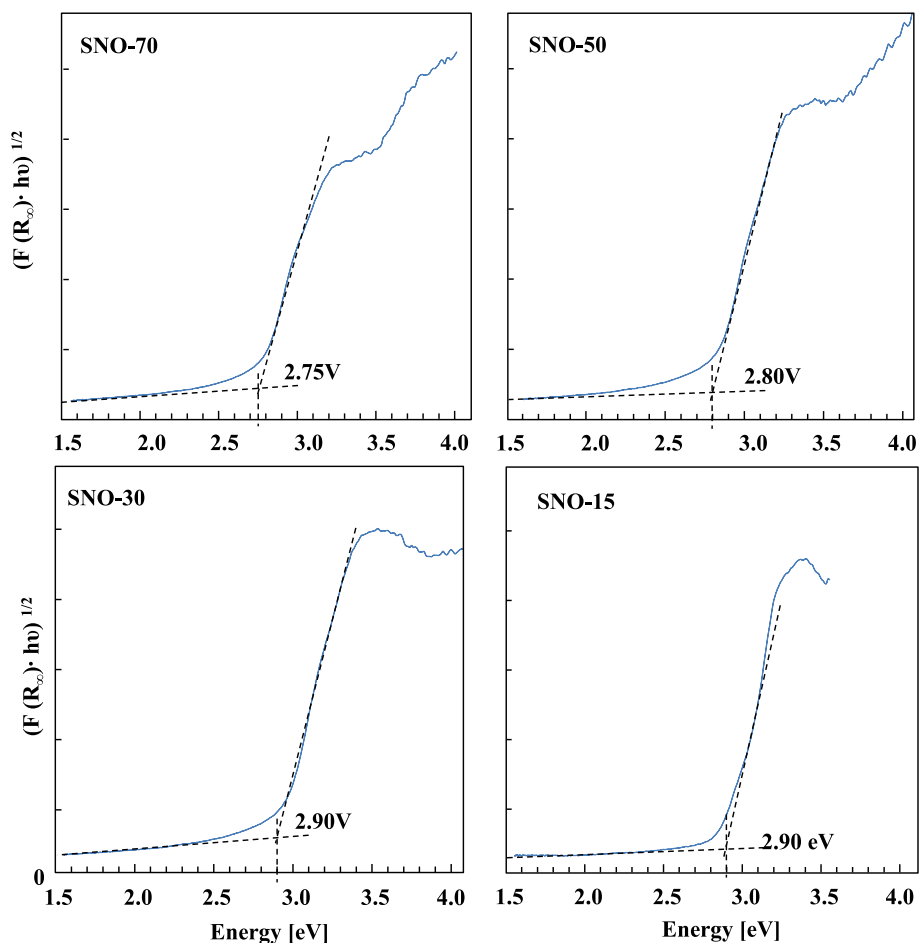 SNO-70
(F (R∞)· hυ) 1/2
2.75V
1.5 2.0 2.5 3.0 3.5 4.0
SNO-50
2.80V
1.5 2.0 2.5 3.0 3.5 4.0
SNO-30
(F (R∞)· hυ) 1/2
2.90V
0
1.5 2.0 2.5 3.0 3.5 4.0
Energy [eV]
SNO-15
2.90 eV
1.5 2.0 2.5 3.0 3.5 4.0
Energy [eV]